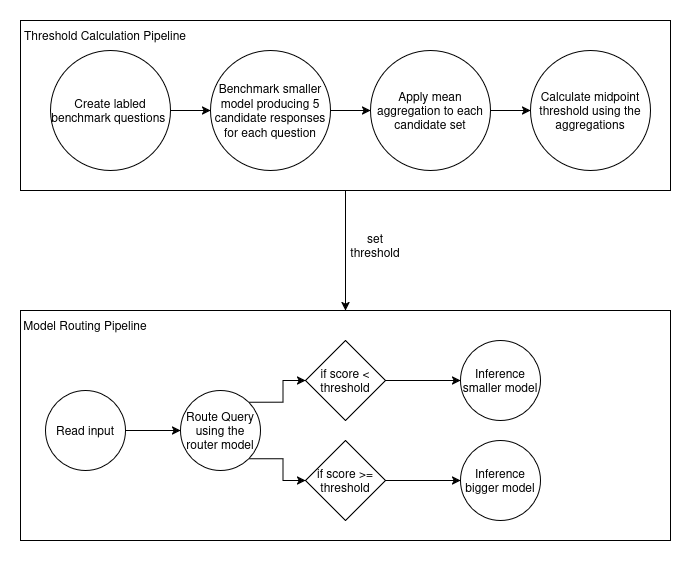 Threshold Calculation Pipeline
Create labled
benchmark questions
Benchmark smaller
model producing 5
candidate responses
for each question
Apply mean
aggregation to each
candidate set
Calculate midpoint
threshold using the
aggregations
set
threshold
Model Routing Pipeline
Read input
Route Query
using the
router model
if score <
threshold
Inference
smaller model
if score >=
threshold
Inference
bigger model